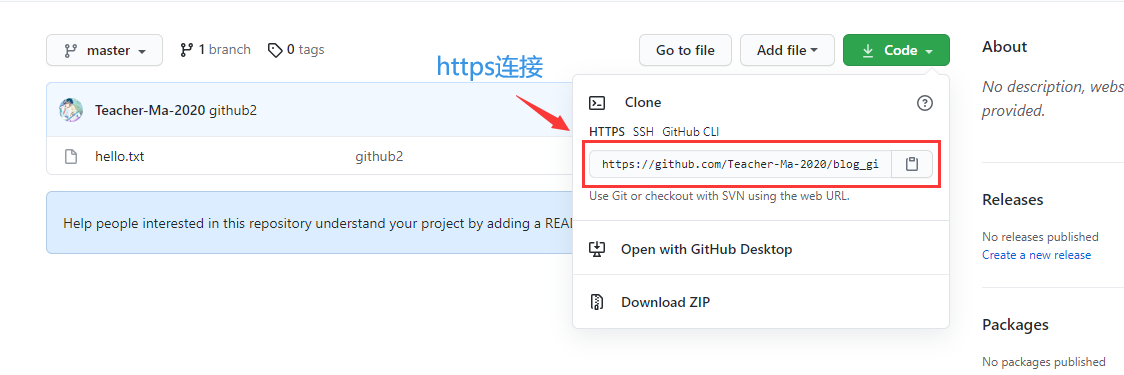 master
1 branch
0 tags
Go to file
Add file
Code
About
https连接
No description, webs
provided.
Teacher-Ma-2020 github2
Clone
HTTPS SSH GitHub CLI
hello.txt
github2
https://github.com/Teacher-Ma-2020/blog_gi
Use Git or checkout with SVN using the web URL.
Help people interested in this repository understand your project by adding a REA
Open with GitHub Desktop
Download ZIP
Releases
No releases published
Create a new release
Packages
No packages published